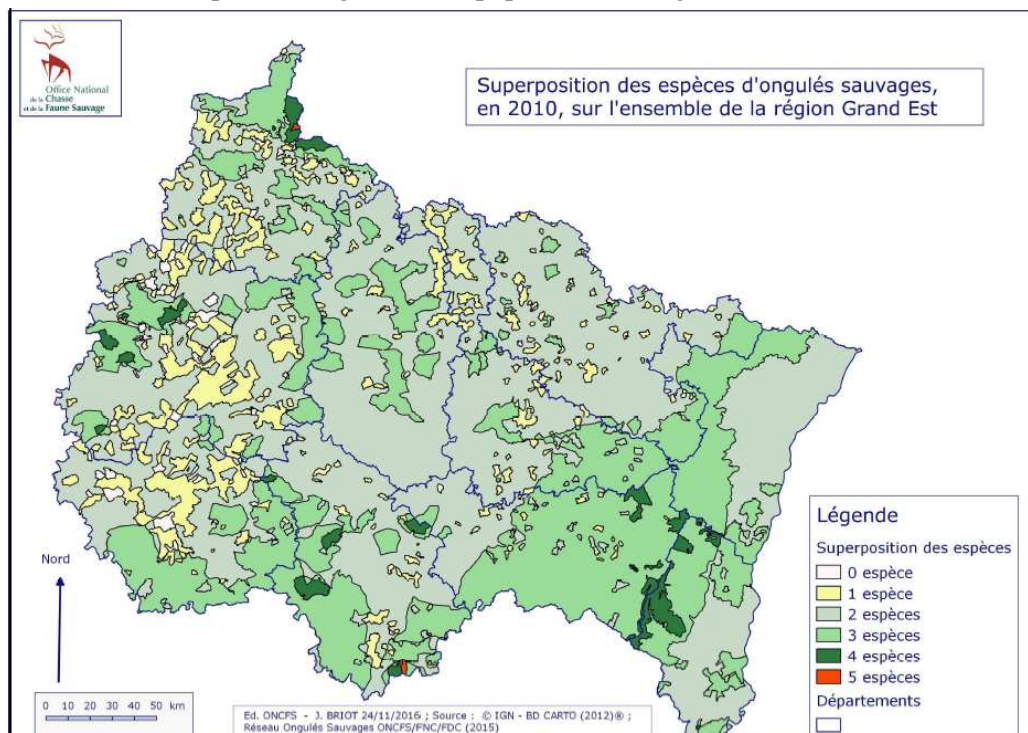 Office National
de la Chasse
et de la Faune Sauvage
Superposition des espèces d'ongulés sauvages,
en 2010, sur l'ensemble de la région Grand Est
Nord
0 10 20 30 40 50 km
Ed. ONCFS - J. BRIOT 24/11/2016 ; Source : © IGN - BD CARTO (2012)® ;
Réseau Ongulés Sauvages ONCFS/FNC/FDC (2015)
Légende
Superposition des espèces
0 espèce
1 espèce
2 espèces
3 espèces
4 espèces
5 espèces
Départements